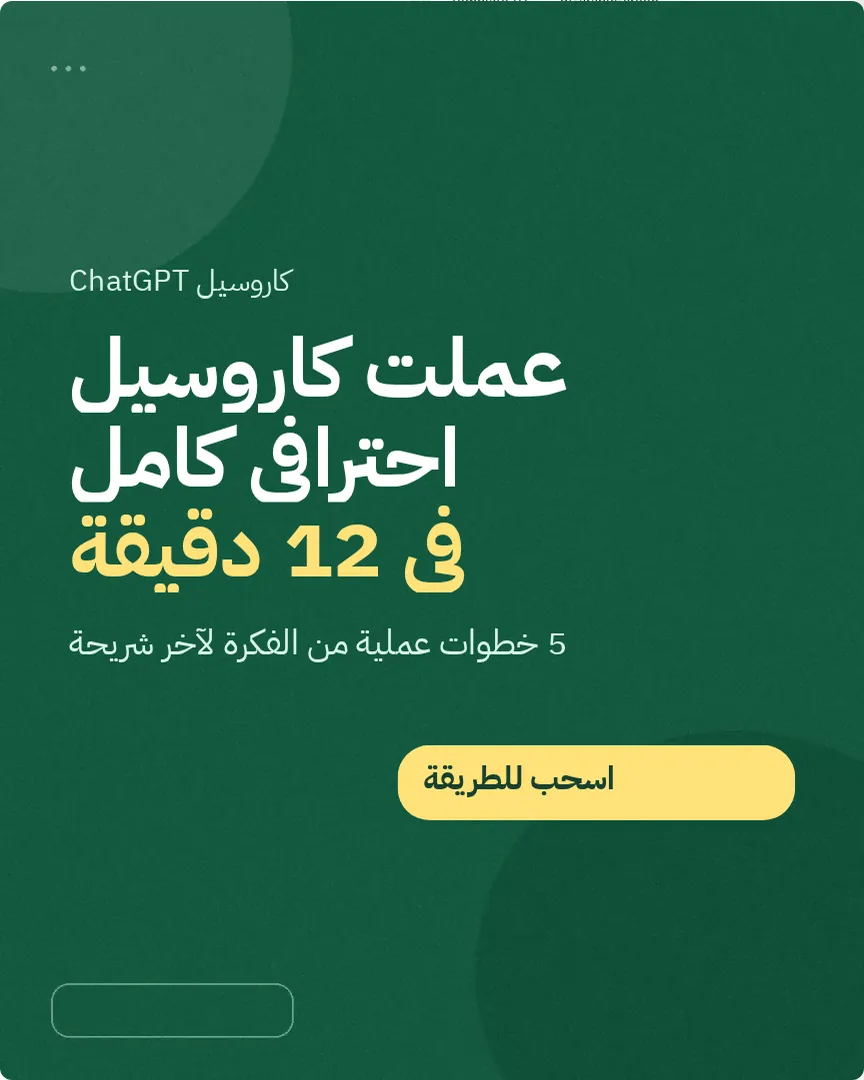 كاروسيل ChatGPT
عملت كاروسيل
احترافى كامل
فى 12 دقيقة
5 خطوات عملية من الفكرة لآخر شريحة
اسحب للطريقة